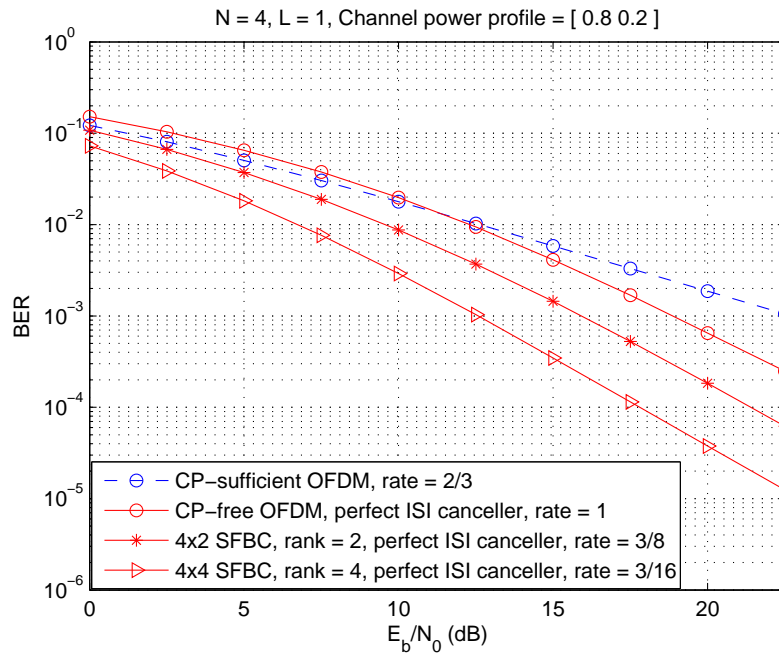 N = 4, L = 1, Channel power profile = [ 0.8 0.2 ]
10^0
10^-1
10^-2
10^-3
10^-4
10^-5
10^-6
BER
CP-sufficient OFDM, rate = 2/3
CP-free OFDM, perfect ISI canceller, rate = 1
4x2 SFBC, rank = 2, perfect ISI canceller, rate = 3/8
4x4 SFBC, rank = 4, perfect ISI canceller, rate = 3/16
0 5 10 15 20
E_b/N_0 (dB)